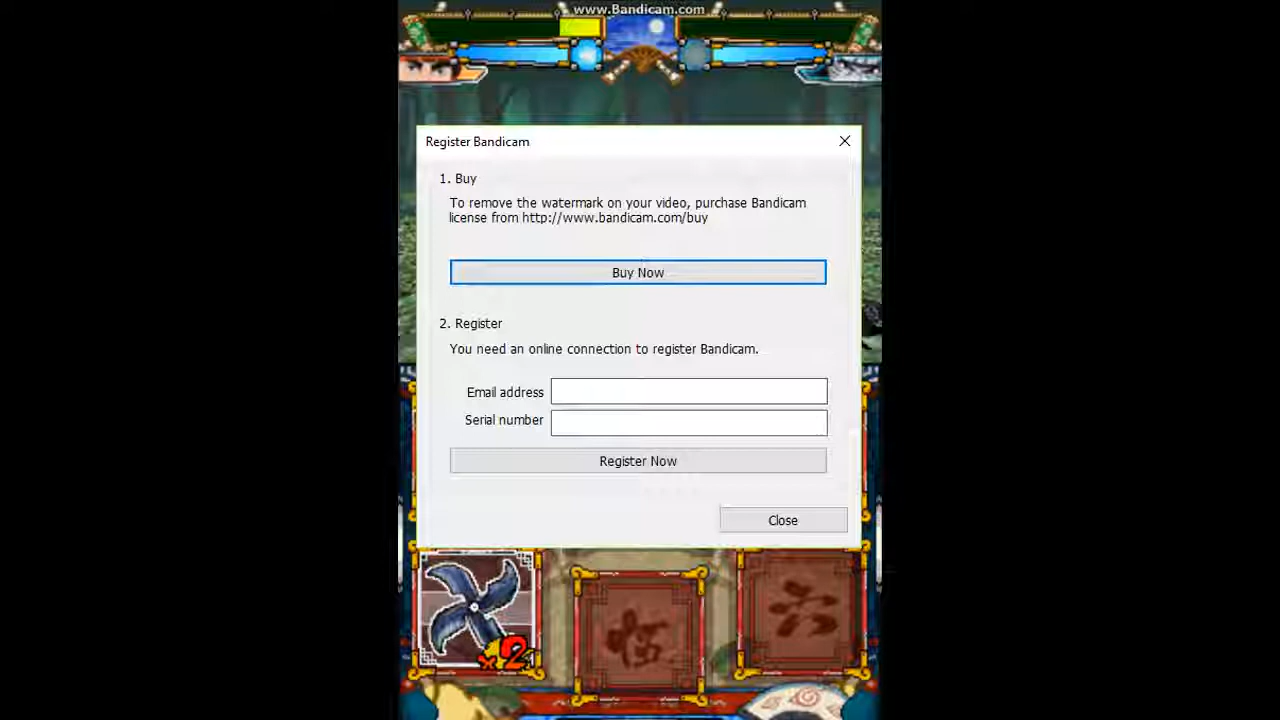 www.Bandicam.com
Register Bandicam
1. Buy
To remove the watermark on your video, purchase Bandicam
license from http://www.bandicam.com/buy
Buy Now
2. Register
You need an online connection to register Bandicam.
Email address
Serial number
Register Now
Close
x2
六